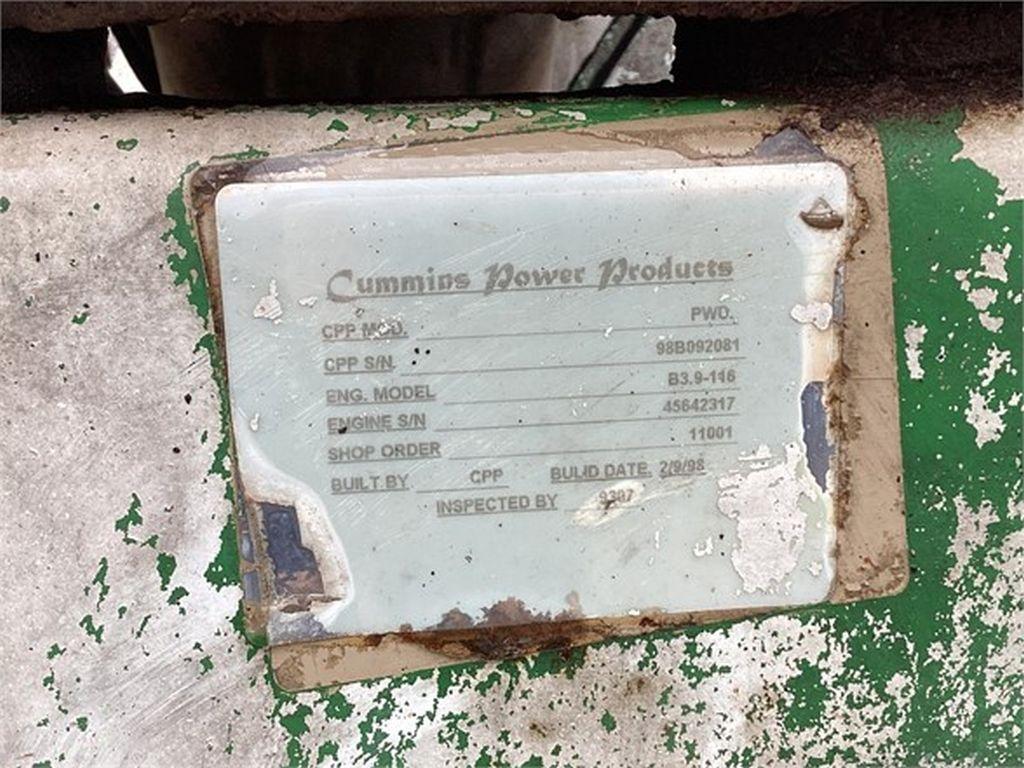 Cummins Power Products
CPP MOD. PWD.
CPP S/N. 98B092081
ENG. MODEL B3.9-116
ENGINE S/N 45642317
SHOP ORDER 11001
BUILT BY CPP BULID DATE. 2/9/98
INSPECTED BY 9307